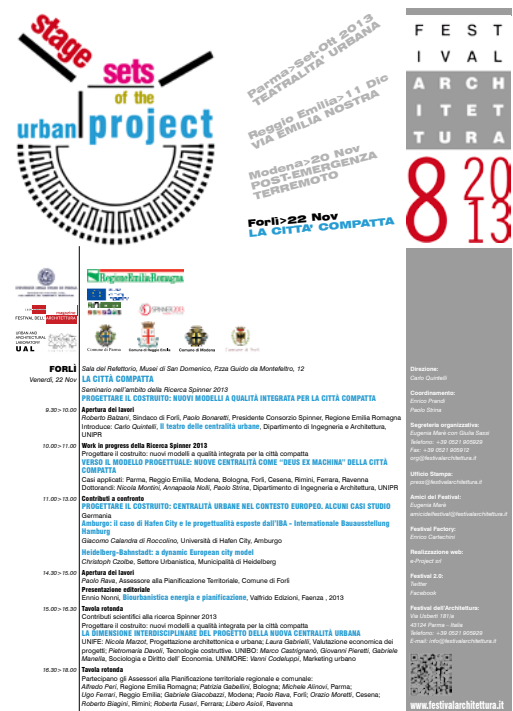 stage
sets
of the
urban project
Parma>Set-Ott 2013
TEATRALITA' URBANA
Reggio Emilia>11 Dic
VIA EMILIA NOSTRA
Modena>20 Nov
POST-EMERGENZA
TERREMOTO
Forlì>22 Nov
LA CITTA' COMPATTA
FEST
IVAL
ARCH
ITET
TURA
8 2013
RegioneEmiliaRomagna
FESTIVAL DELL'ARCHITETTURA
URBAN AND
ARCHITECTURAL
LABORATORY
UAL
SPINNER2013
Comune di Parma
Comune di Reggio Emilia
Comune di Modena
Comune di Forlì
FORLÌ Sala del Refettorio, Musei di San Domenico, P.zza Guido da Montefeltro, 12
Venerdì, 22 Nov LA CITTÀ COMPATTA
Seminario nell'ambito della Ricerca Spinner 2013
PROGETTARE IL COSTRUITO: NUOVI MODELLI A QUALITÀ INTEGRATA PER LA CITTÀ COMPATTA
9.30>10.00 Apertura dei lavori
Roberto Balzani, Sindaco di Forlì, Paolo Bonaretti, Presidente Consorzio Spinner, Regione Emilia Romagna
Introduce: Carlo Quintelli, Il teatro delle centralità urbane, Dipartimento di Ingegneria e Architettura,
UNIPR
10.00>11.00 Work in progress della Ricerca Spinner 2013
Progettare il costruito: nuovi modelli a qualità integrata per la città compatta
VERSO IL MODELLO PROGETTUALE: NUOVE CENTRALITÀ COME "DEUS EX MACHINA" DELLA CITTÀ
COMPATTA
Casi applicati: Parma, Reggio Emilia, Modena, Bologna, Forlì, Cesena, Rimini, Ferrara, Ravenna
Dottorandi: Nicola Montini, Annapaola Nolli, Paolo Strina, Dipartimento di Ingegneria e Architettura, UNIPR
11.00>13.00 Contributi a confronto
PROGETTARE IL COSTRUITO: CENTRALITÀ URBANE NEL CONTESTO EUROPEO. ALCUNI CASI STUDIO
Germania
Amburgo: il caso di Hafen City e le progettualità esposte dall'IBA - Internationale Bauausstellung
Hamburg
Giacomo Calandra di Roccolino, Università di Hafen City, Amburgo
Heidelberg-Bahnstadt: a dynamic European city model
Christoph Czolbe, Settore Urbanistica, Municipalità di Heidelberg
14.30>15.00 Apertura dei lavori
Paolo Rava, Assessore alla Pianificazione Territoriale, Comune di Forlì
Presentazione editoriale
Ennio Nonni, Biourbanistica energia e pianificazione, Valfrido Edizioni, Faenza , 2013
15.00>16.30 Tavola rotonda
Contributi scientifici alla ricerca Spinner 2013
Progettare il costruito: nuovi modelli a qualità integrata per la città compatta
LA DIMENSIONE INTERDISCIPLINARE DEL PROGETTO DELLA NUOVA CENTRALITÀ URBANA
UNIFE: Nicola Marzot, Progettazione architettonica e urbana; Laura Gabrielli, Valutazione economica dei
progetti; Pietromaria Davoli, Tecnologie costruttive. UNIBO: Marco Castrignanò, Giovanni Pieretti, Gabriele
Manella, Sociologia e Diritto dell' Economia. UNIMORE: Vanni Codeluppi, Marketing urbano
16.30>18.00 Tavola rotonda
Partecipano gli Assessori alla Pianificazione territoriale regionale e comunale:
Alfredo Peri, Regione Emilia Romagna; Patrizia Gabellini, Bologna; Michele Alinovi, Parma;
Ugo Ferrari, Reggio Emilia; Gabriele Giacobazzi, Modena; Paolo Rava, Forlì; Orazio Moretti, Cesena;
Roberto Biagini, Rimini; Roberta Fusari, Ferrara; Libero Asioli, Ravenna
Direzione:
Carlo Quintelli
Coordinamento:
Enrico Prandi
Paolo Strina
Segreteria organizzativa:
Eugenia Marè con Giulia Sassi
Telefono: +39 0521 905929
Fax: +39 0521 905912
org@festivalarchitettura.it
Ufficio Stampa:
press@festivalarchitettura.it
Amici del Festival:
Eugenia Marè
amicidelfestival@festivalarchitettura.it
Festival Factory:
Enrico Cartechini
Realizzazione web:
e-Project srl
Festival 2.0:
Twitter
Facebook
Festival dell'Architettura:
Via Usberti 181/a
43124 Parma - Italia
Telefono: +39 0521 905929
E-mail: info@festivalarchitettura.it
www.festivalarchitettura.it